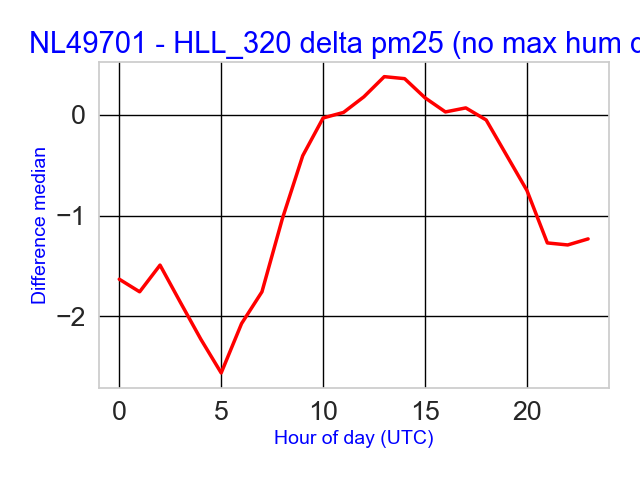 NL49701 - HLL_320 delta pm25 (no max hum
Difference median
0
−1
−2
0 5 10 15 20
Hour of day (UTC)